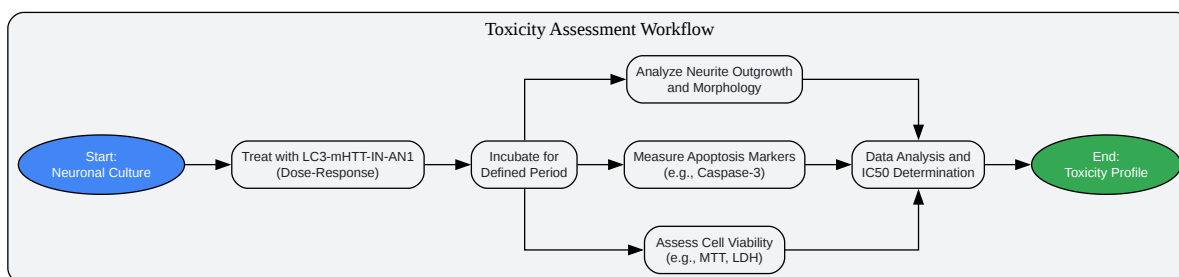 Toxicity Assessment Workflow
Start:
Neuronal Culture
Treat with LC3-mHTT-IN-AN1
(Dose-Response)
Incubate for
Defined Period
Analyze Neurite Outgrowth
and Morphology
Measure Apoptosis Markers
(e.g., Caspase-3)
Assess Cell Viability
(e.g., MTT, LDH)
Data Analysis and
IC50 Determination
End:
Toxicity Profile